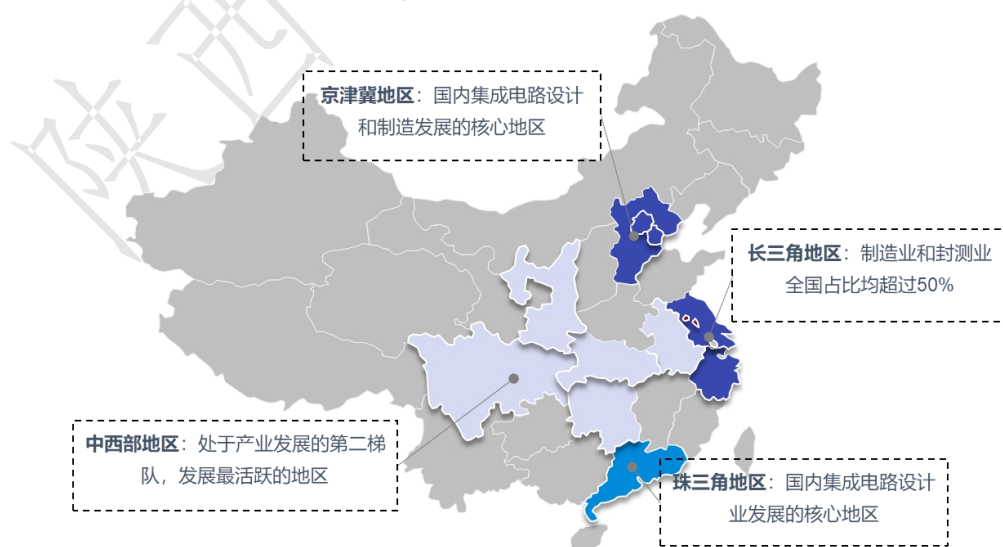 陕西
京津冀地区：国内集成电路设计
和制造发展的核心地区
长三角地区：制造业和封测业
全国占比均超过50%
中西部地区：处于产业发展的第二梯
队，发展最活跃的地区
珠三角地区：国内集成电路设计
业发展的核心地区